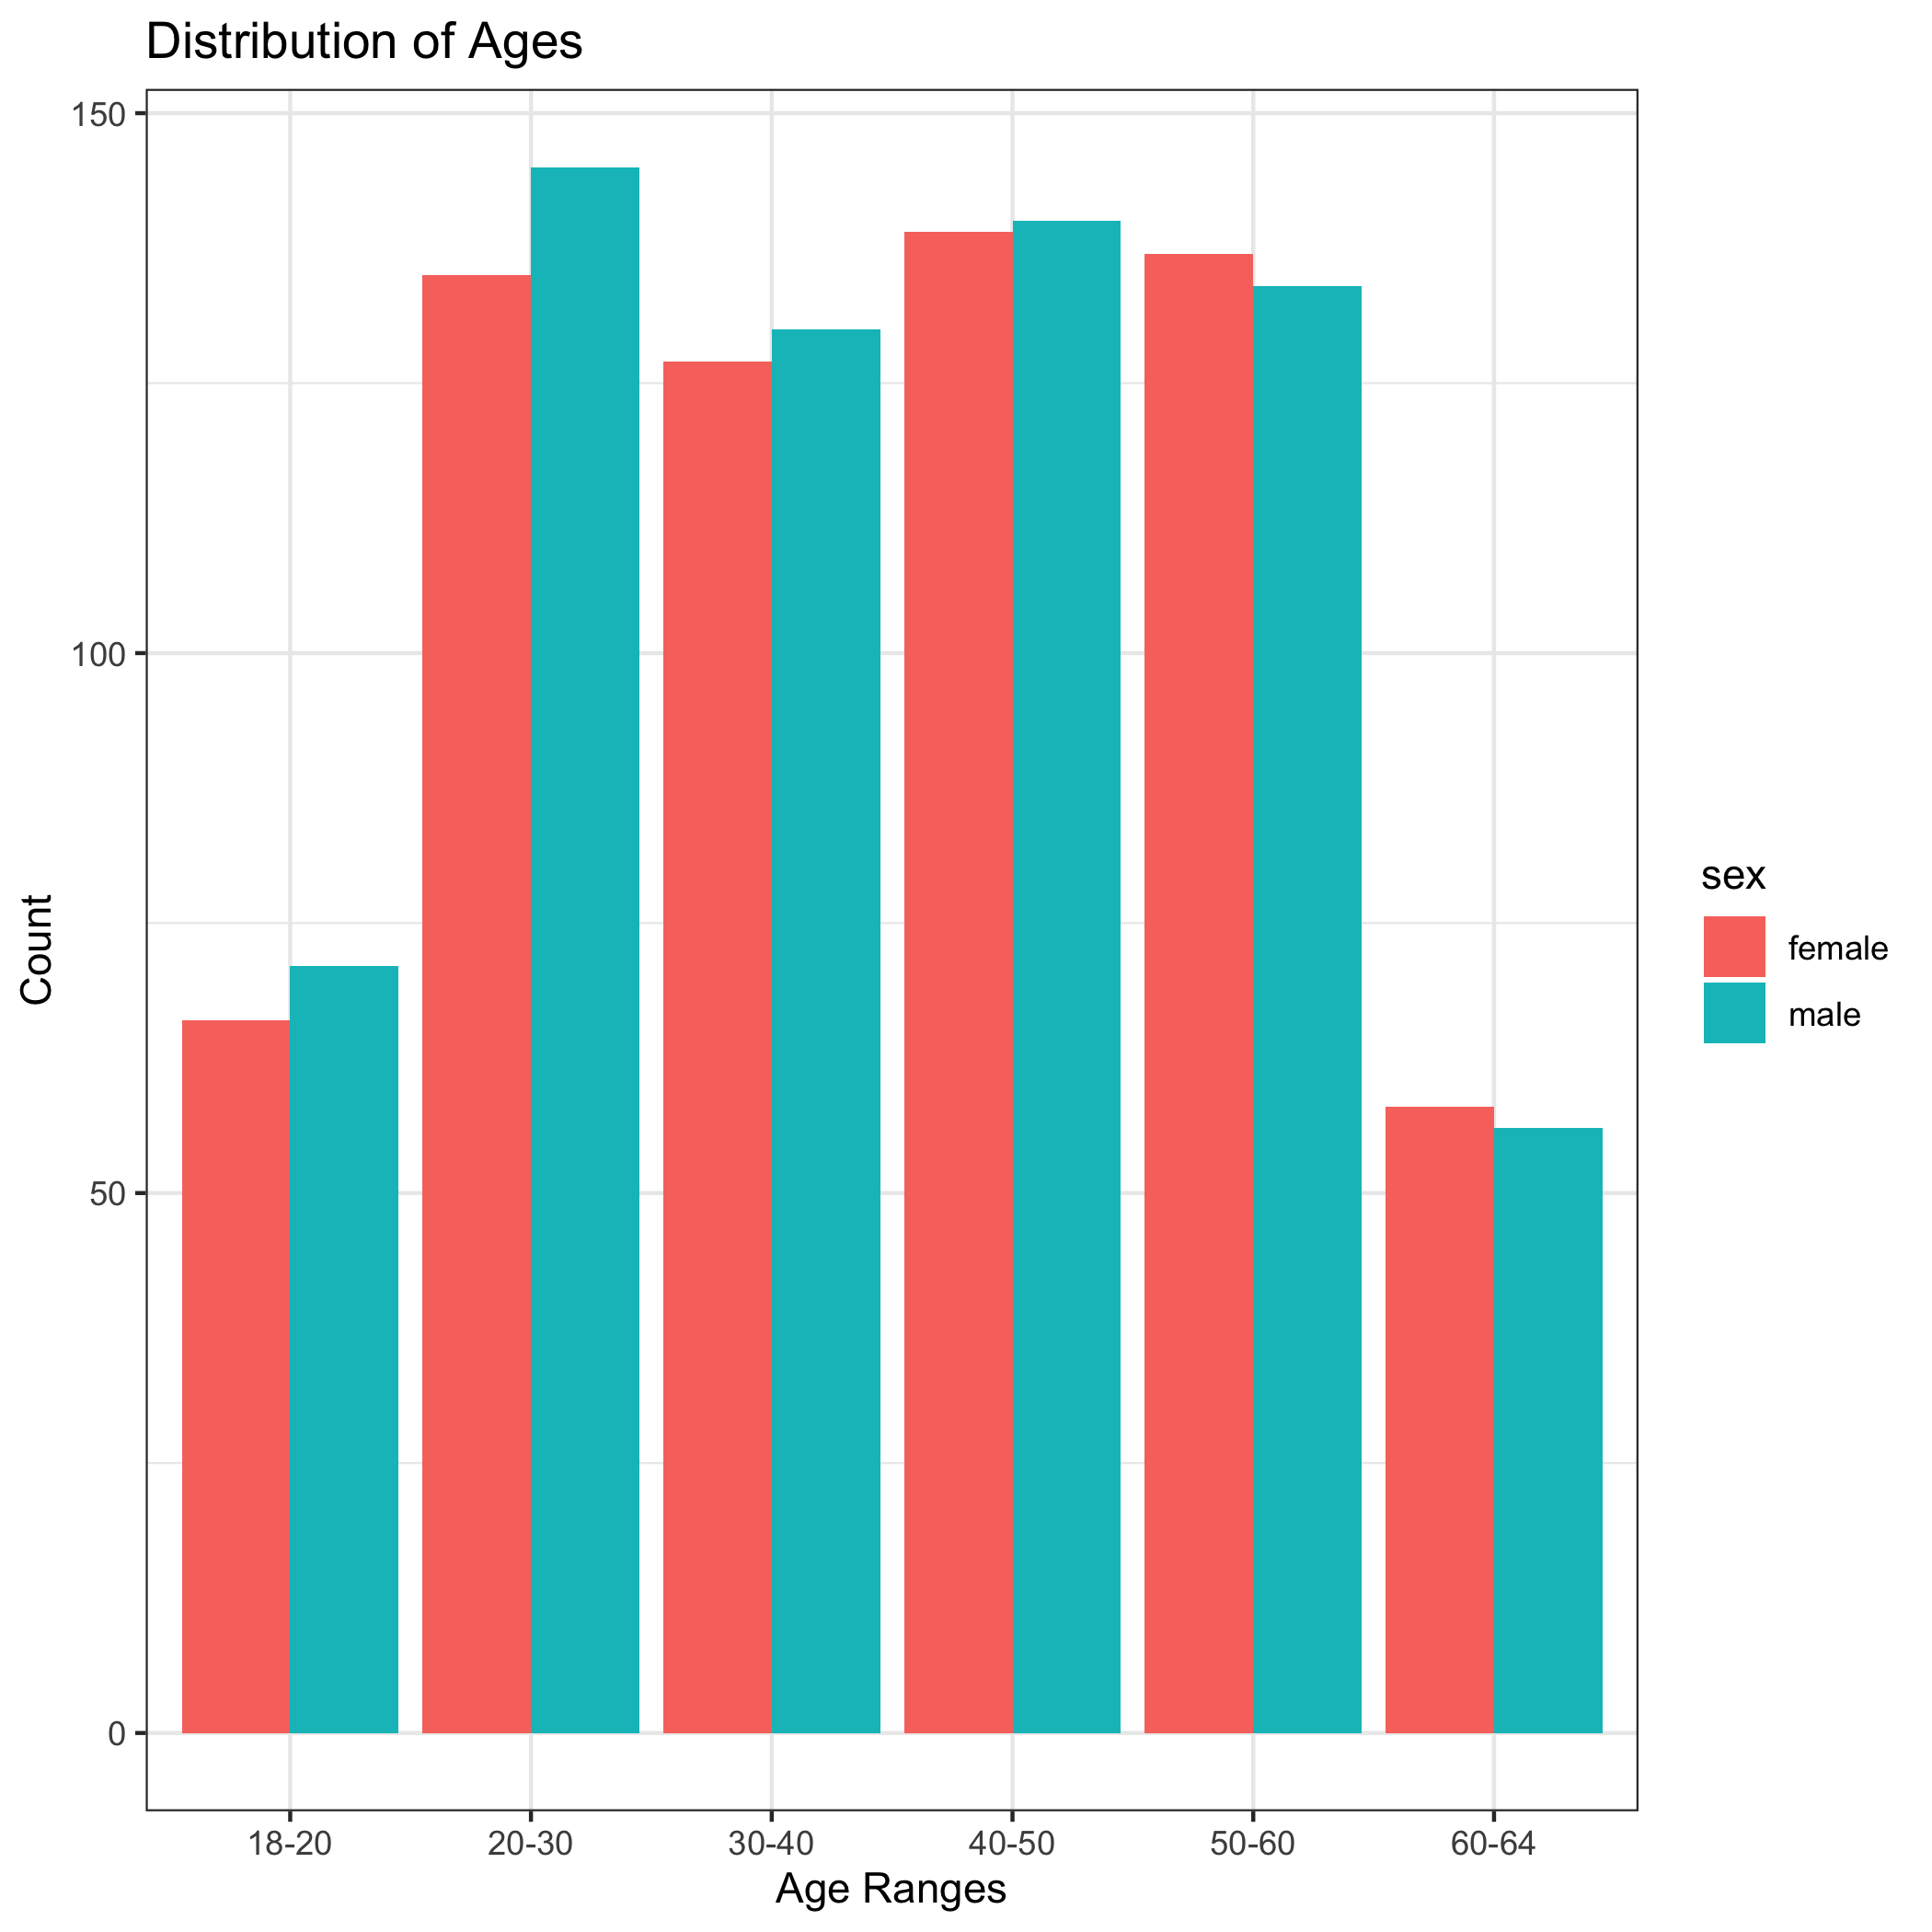 Distribution of Ages
150
100
50
0
Count
18-20
20-30
30-40
40-50
50-60
60-64
Age Ranges
sex
female
male